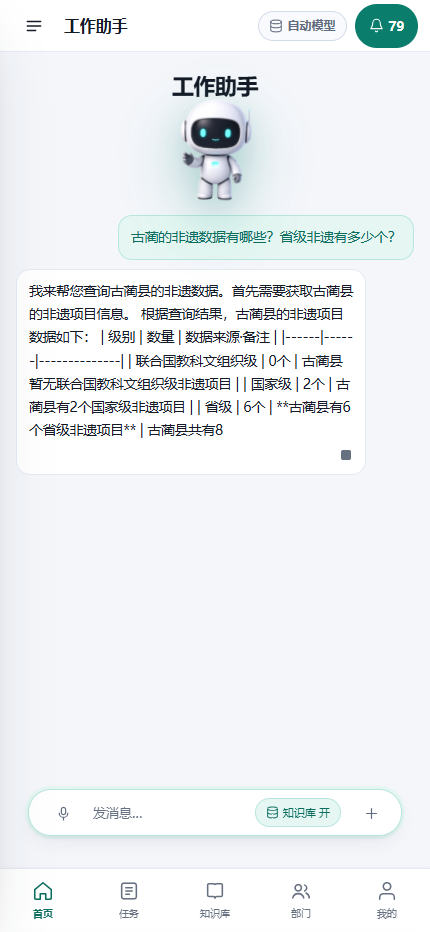 工作助手
自动模型
79
工作助手
古蔺的非遗数据有哪些？省级非遗有多少个？
我来帮您查询古蔺县的非遗数据。首先需要获取古蔺县
的非遗项目信息。 根据查询结果，古蔺县的非遗项目
数据如下： | 级别 | 数量 | 数据来源·备注 | |------|-----
-|--------------| | 联合国教科文组织级 | 0个 | 古蔺县
暂无联合国教科文组织级非遗项目 | | 国家级 | 2个 | 古
蔺县有2个国家级非遗项目 | | 省级 | 6个 | **古蔺县有6
个省级非遗项目** | 古蔺县共有8
发消息...
知识库 开
首页
任务
知识库
部门
我的